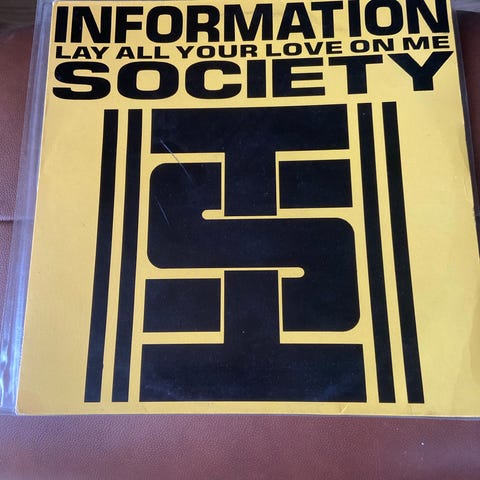 INFORMATION
LAY ALL YOUR LOVE ON ME
SOCIETY